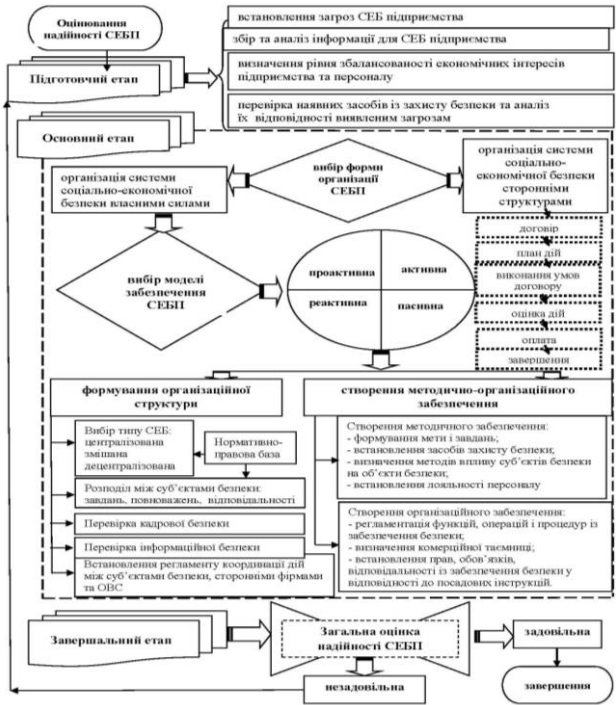 Оцінювання
надійності СЕБП
Підготовчий етап
встановлення загроз СЕБ підприємства
збір та аналіз інформації для СЕБ підприємства
визначення рівня збалансованості економічних інтересів
підприємства та персоналу
перевірка наявних засобів із захисту безпеки та аналіз
їх відповідності виявленим загрозам
Основний етап
організація системи
соціально-економічної
безпеки власними силами
вибір форми
організації
СЕБП
організація системи
соціально-
економічної безпеки
сторонніми
структурами
договір
план дій
виконання умов
договору
оцінка дій
оплата
завершення
вибір моделі
забезпечення
СЕБП
проактивна
активна
реактивна
пасивна
формування організаційної
структури
Вибір типу СЕБ:
централізована
змішана
децентралізована
Нормативно-
правова база
Розподіл між суб’єктами безпеки:
завдань, повноважень, відповідальності
Перевірка кадрової безпеки
Перевірка інформаційної безпеки
Встановлення регламенту координації дій
між суб’єктами безпеки, сторонніми фірмами
та ОВС
створення методично-організаційного
забезпечення
Створення методичного забезпечення:
- формування мети і завдань;
- встановлення засобів захисту безпеки;
- визначення методів впливу суб’єктів безпеки
на об’єкти безпеки;
- встановлення лояльності персоналу
Створення організаційного забезпечення:
- регламентація функцій, операцій і процедур із
забезпечення безпеки;
- визначення комерційної таємниці;
- встановлення прав, обов’язків,
відповідальності із забезпечення безпеки у
відповідності до посадових інструкцій.
Завершальний етап
Загальна оцінка
надійності СЕБП
задовільна
незадовільна
завершення